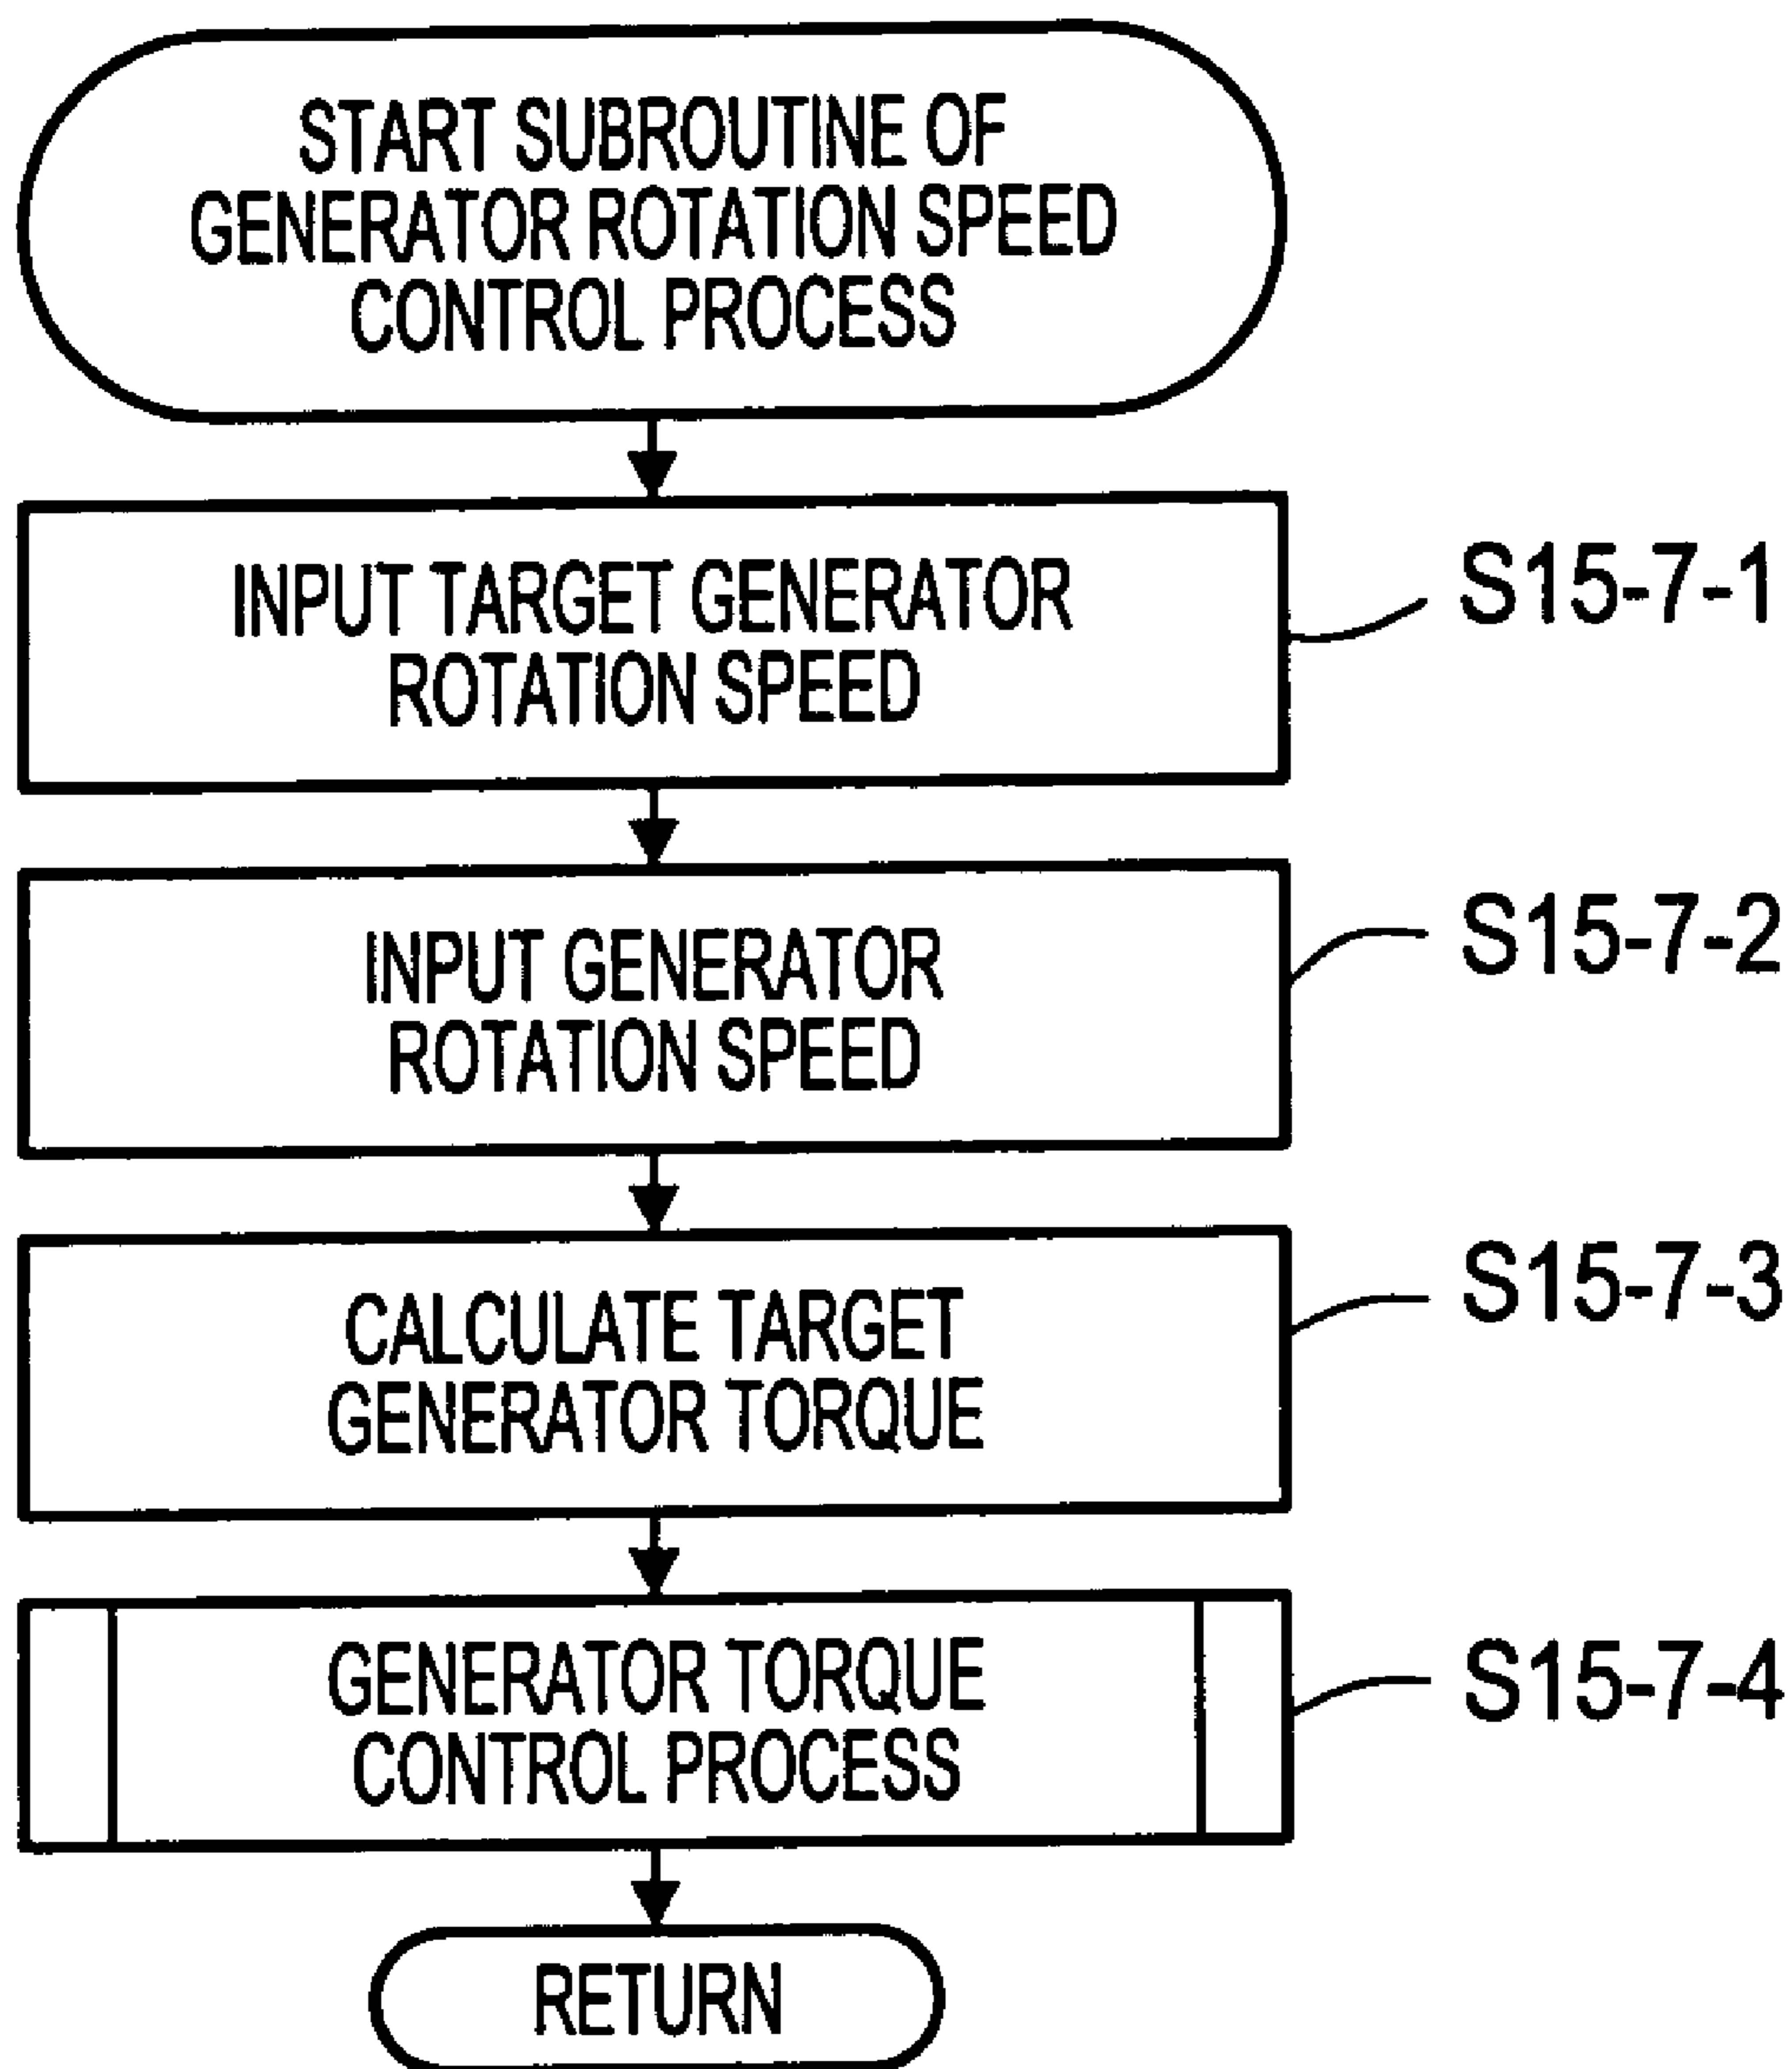 START SUBROUTINE OF
GENERATOR ROTATION SPEED
CONTROL PROCESS
INPUT TARGET GENERATOR
ROTATION SPEED
S15-7-1
INPUT GENERATOR
ROTATION SPEED
S15-7-2
CALCULATE TARGET
GENERATOR TORQUE
S15-7-3
GENERATOR TORQUE
CONTROL PROCESS
S15-7-4
RETURN